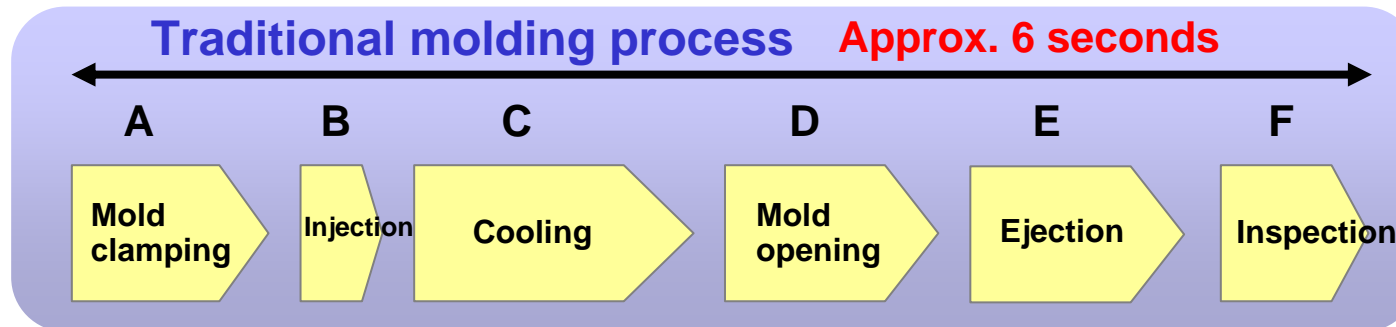 Traditional molding process Approx. 6 seconds
A B C D E F
Mold
clamping
Injection
Cooling
Mold
opening
Ejection
Inspection